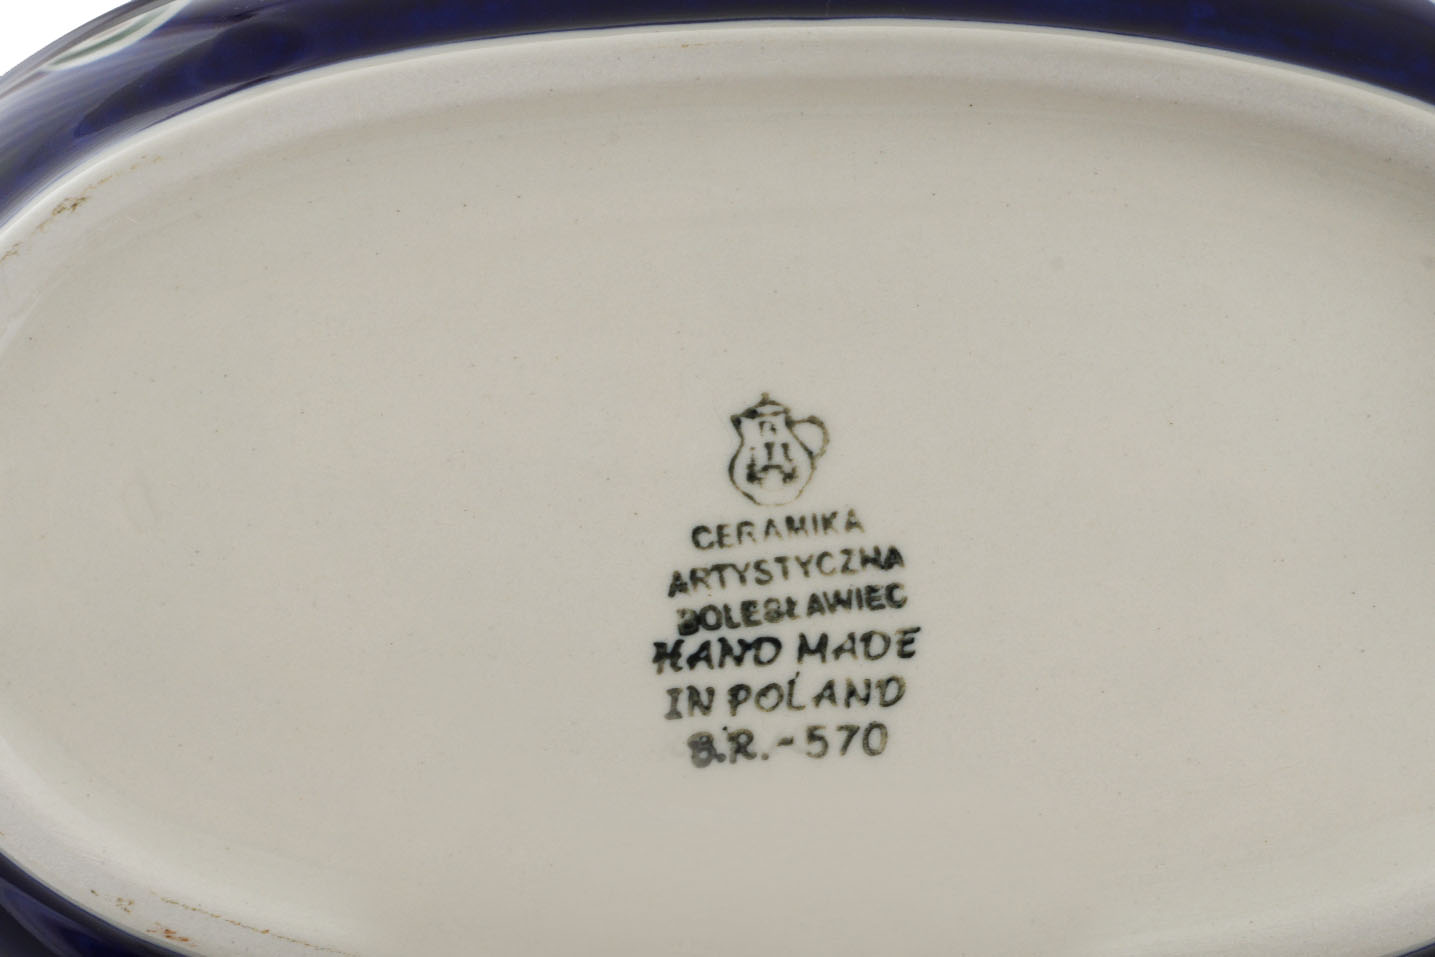 CERAMIKA
ARTYSTYCZNA
BOLESŁAWIEC
HAND MADE
IN POLAND
B.R.-570